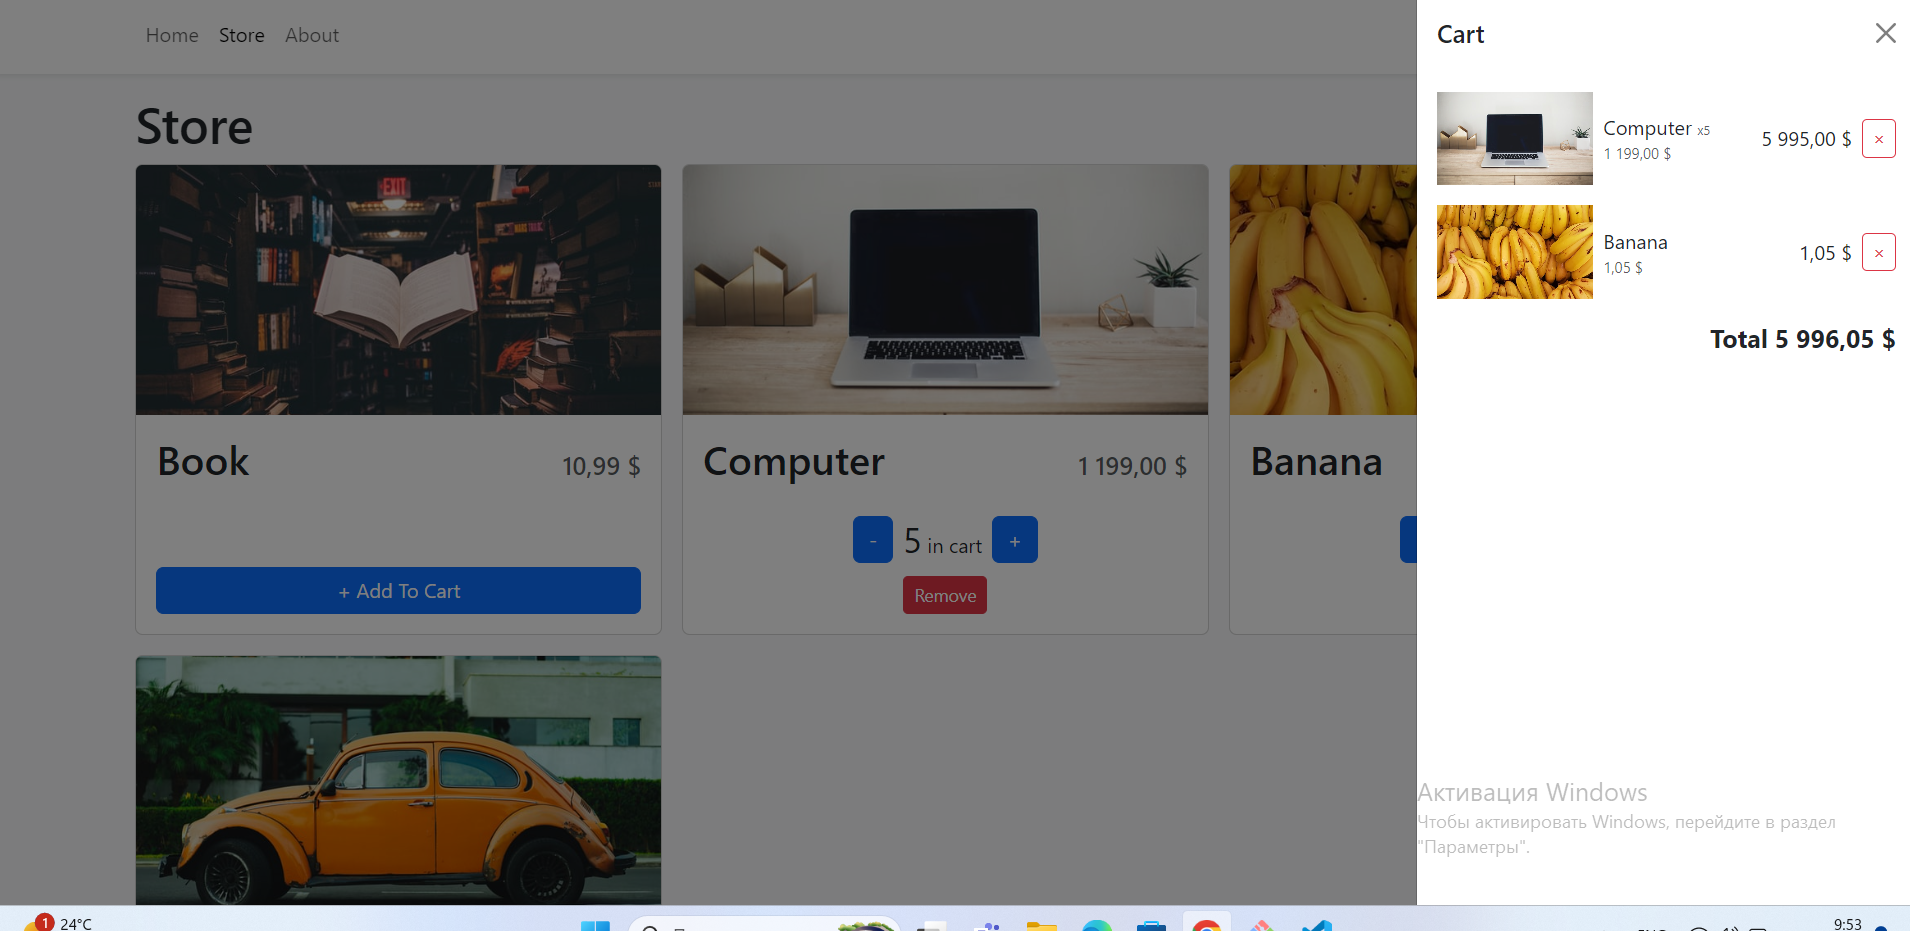 Home Store About
Cart
Store
EXIT
Computer x5
1 199,00 $
5 995,00 $
×
Banana
1,05 $
1,05 $
×
Total 5 996,05 $
Book
10,99 $
+ Add To Cart
Computer
1 199,00 $
- 5 in cart +
Remove
Banana
Активация Windows
Чтобы активировать Windows, перейдите в раздел
"Параметры".
1
24°C
9:53